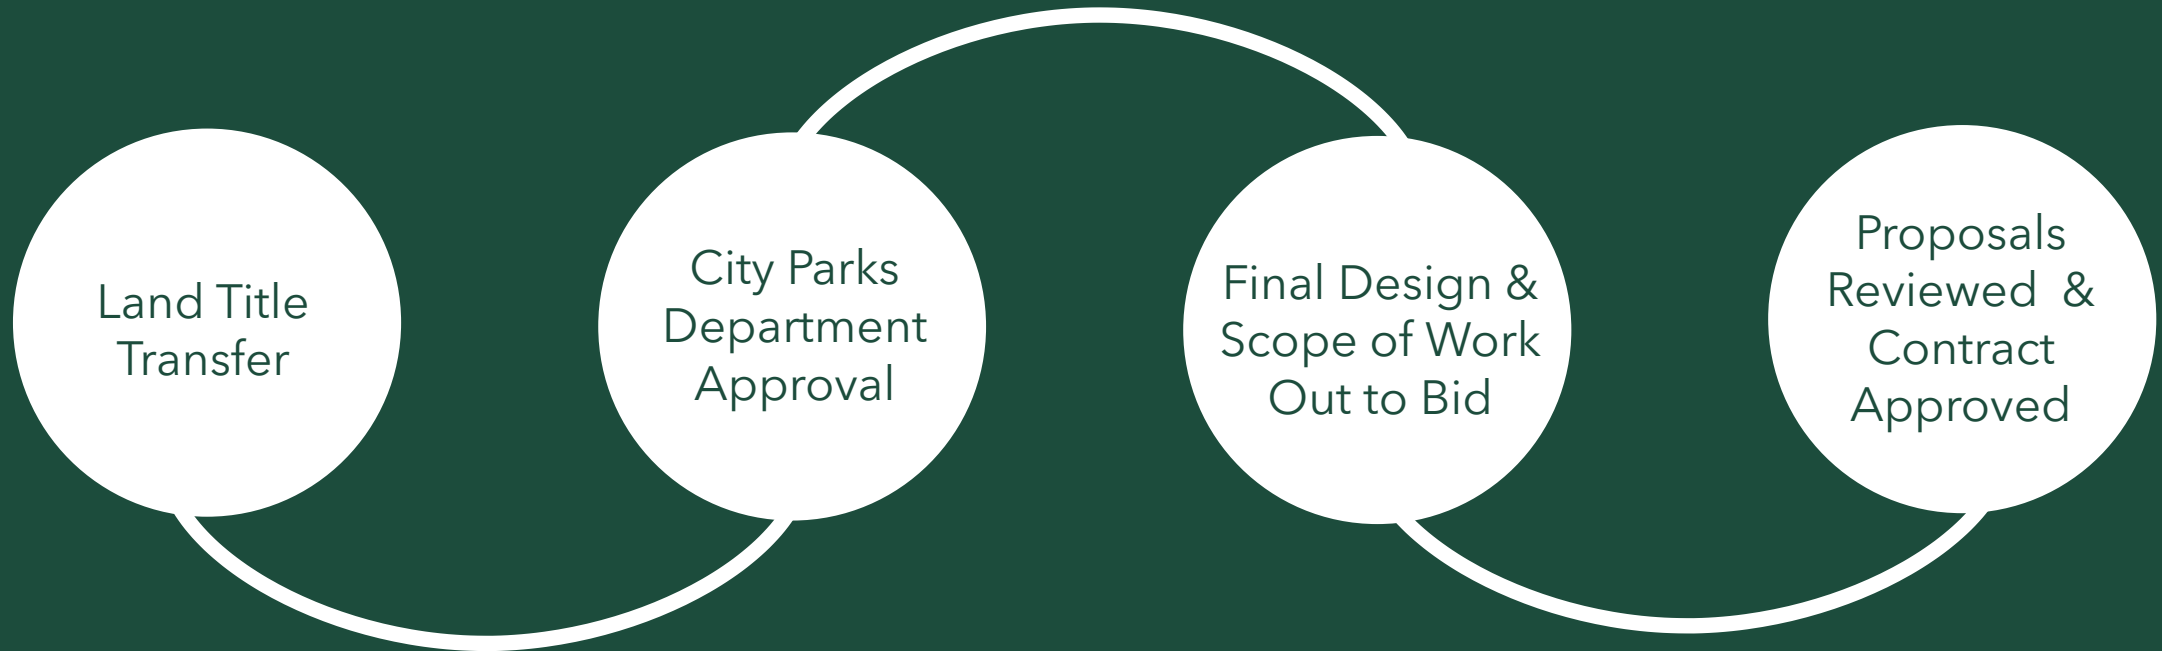 Land Title
Transfer
City Parks
Department
Approval
Final Design &
Scope of Work
Out to Bid
Proposals
Reviewed  &
Contract
Approved